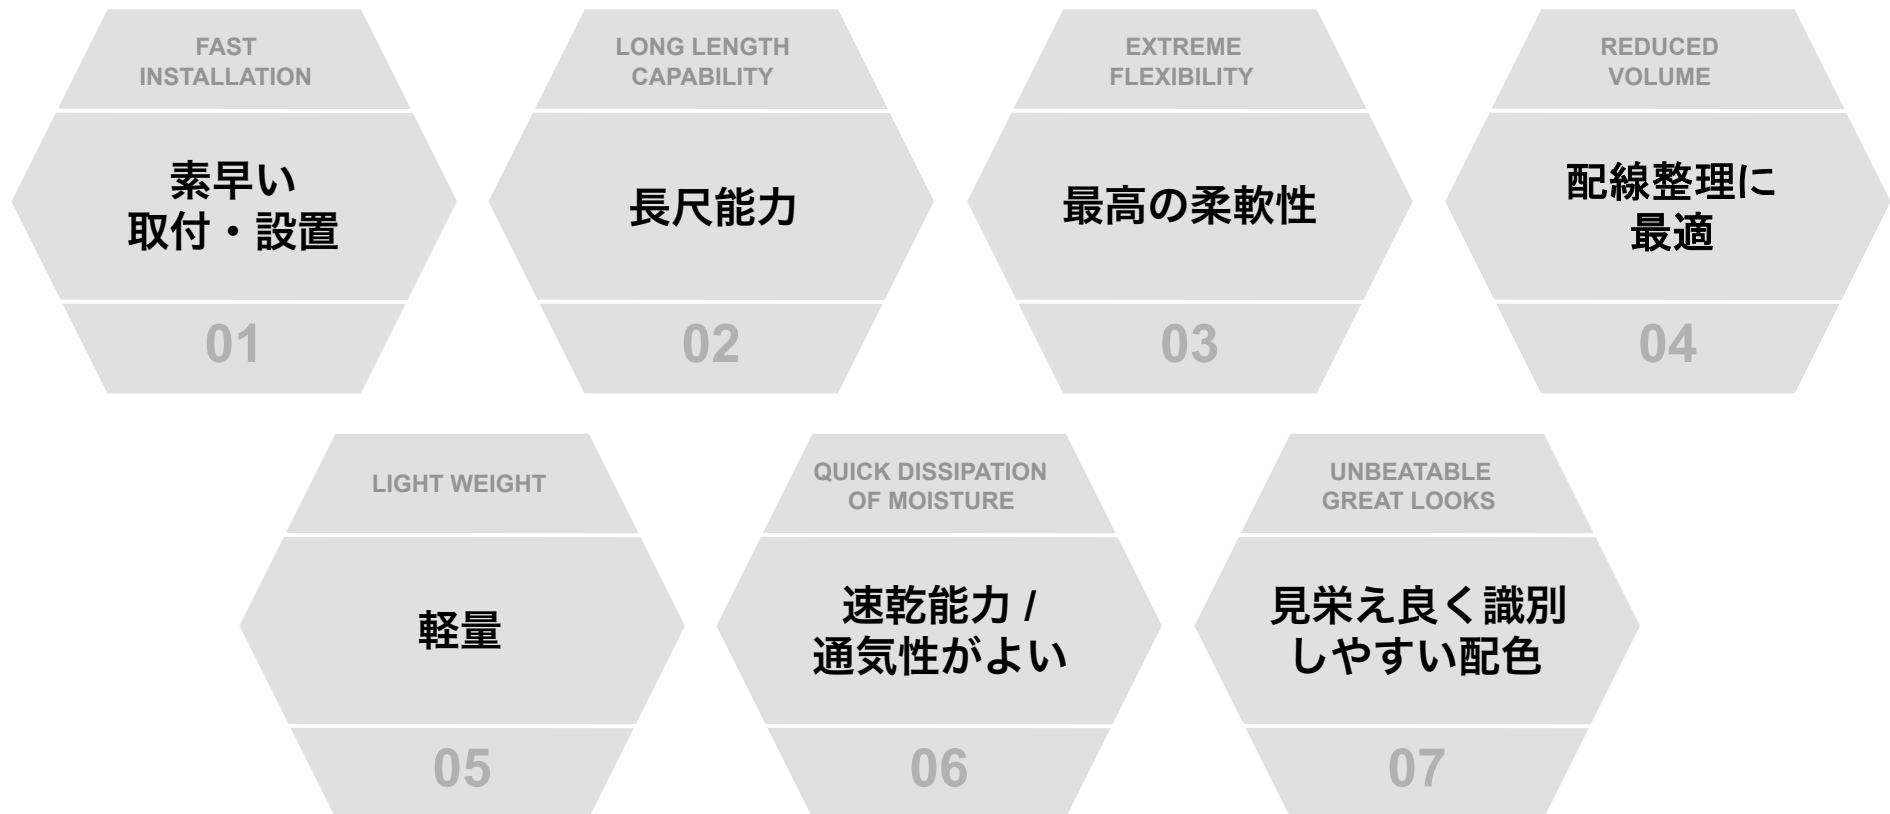 FAST
INSTALLATION
素早い
取付・設置
01
LONG LENGTH
CAPABILITY
長尺能力
02
EXTREME
FLEXIBILITY
最高の柔軟性
03
REDUCED
VOLUME
配線整理に
最適
04
LIGHT WEIGHT
軽量
05
QUICK DISSIPATION
OF MOISTURE
速乾能力 /
通気性がよい
06
UNBEATABLE
GREAT LOOKS
見栄え良く識別
しやすい配色
07